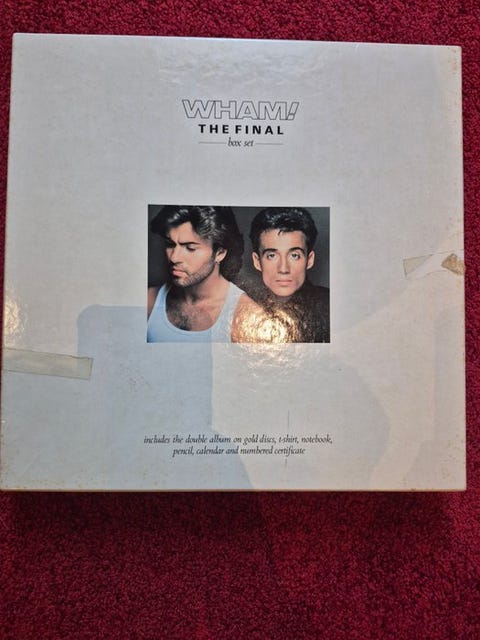 WHAM!
THE FINAL
box set
includes the double album on gold discs, t-shirt, notebook,
pencil, calendar and numbered certificate